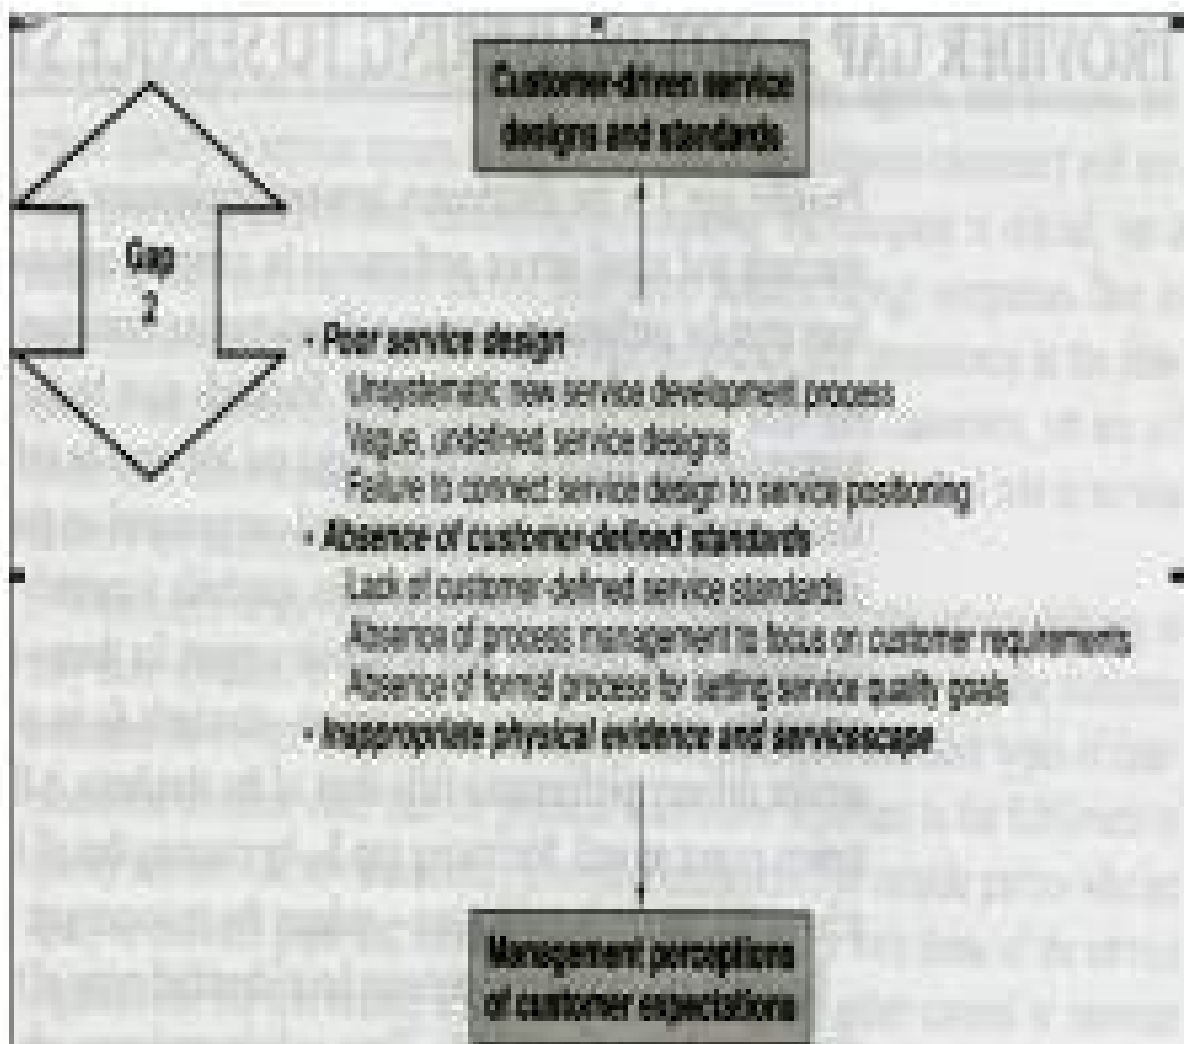 PROVIDER GAP
Customer-driven service
designs and standards
Gap
2
• Poor service design
Unsystematic new service development process
Vague, undefined service designs
Failure to connect service design to service positioning
• Absence of customer-defined standards
Lack of customer-defined service standards
Absence of process management to focus on customer requirements
Absence of formal process for setting service quality goals
• Inappropriate physical evidence and servicescape
Management perceptions
of customer expectations